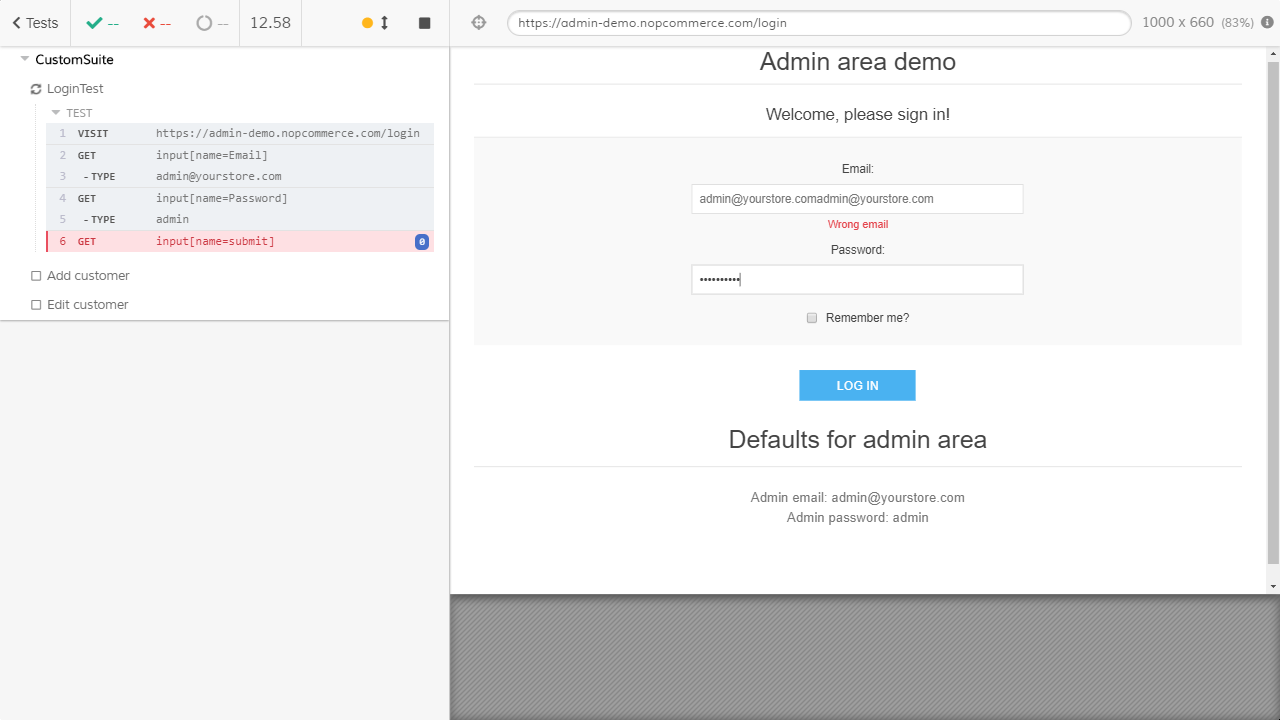 Tests
--
--
--
12.58
https://admin-demo.nopcommerce.com/login
1000 x 660 (83%)
CustomSuite
LoginTest
TEST
1 VISIT https://admin-demo.nopcommerce.com/login
2 GET input[name=Email]
3 - TYPE admin@yourstore.com
4 GET input[name=Password]
5 - TYPE admin
6 GET input[name=submit] 0
Add customer
Edit customer
Admin area demo
Welcome, please sign in!
Email:
admin@yourstore.comadmin@yourstore.com
Wrong email
Password:
••••••••••
Remember me?
LOG IN
Defaults for admin area
Admin email: admin@yourstore.com
Admin password: admin